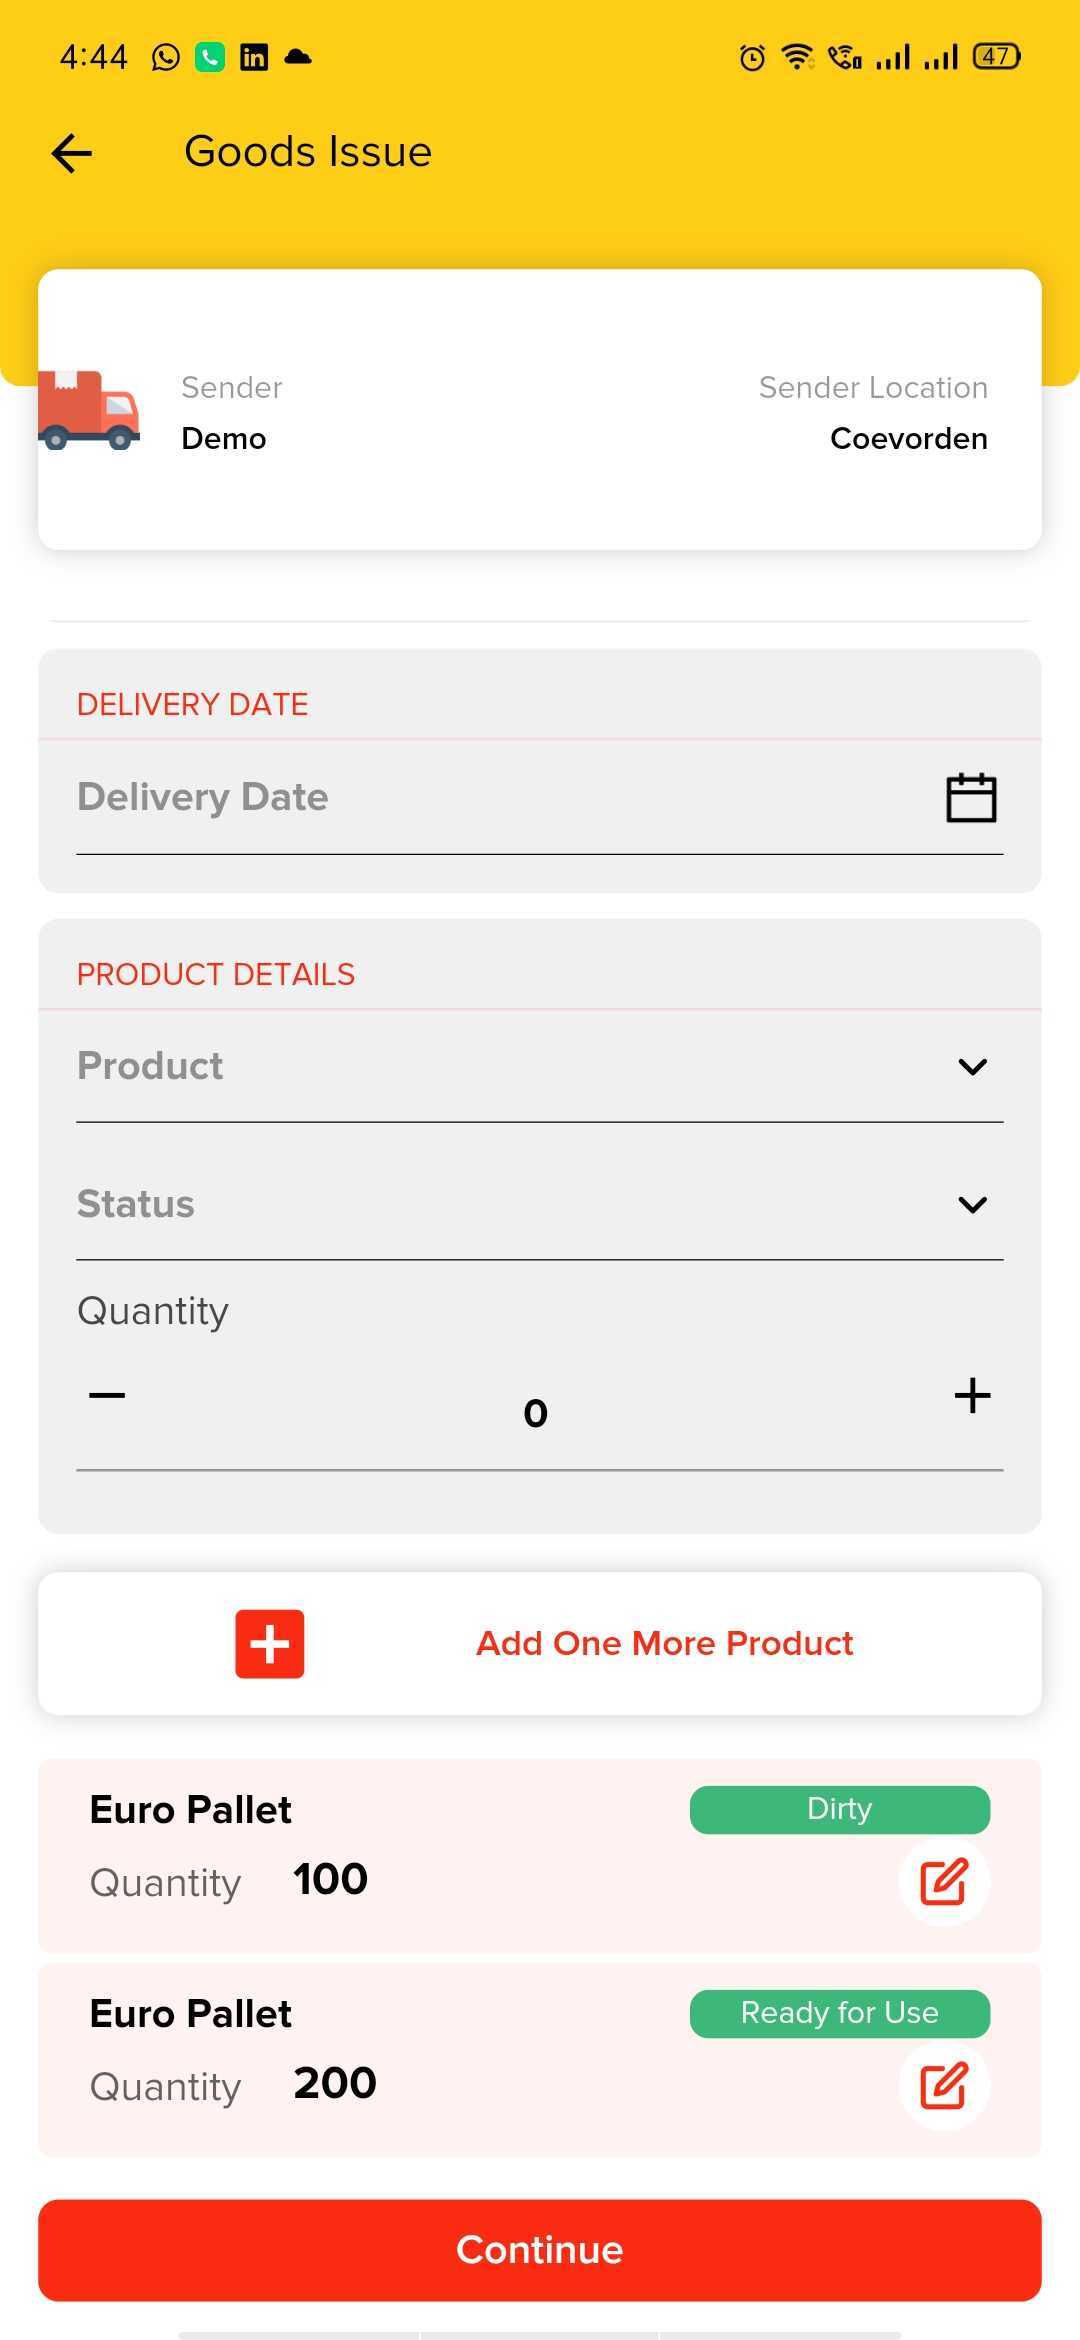 4:44 47
Goods Issue
Sender Sender Location
Demo Coevorden
DELIVERY DATE
Delivery Date
PRODUCT DETAILS
Product
Status
Quantity
0
Add One More Product
Euro Pallet Dirty
Quantity 100
Euro Pallet Ready for Use
Quantity 200
Continue